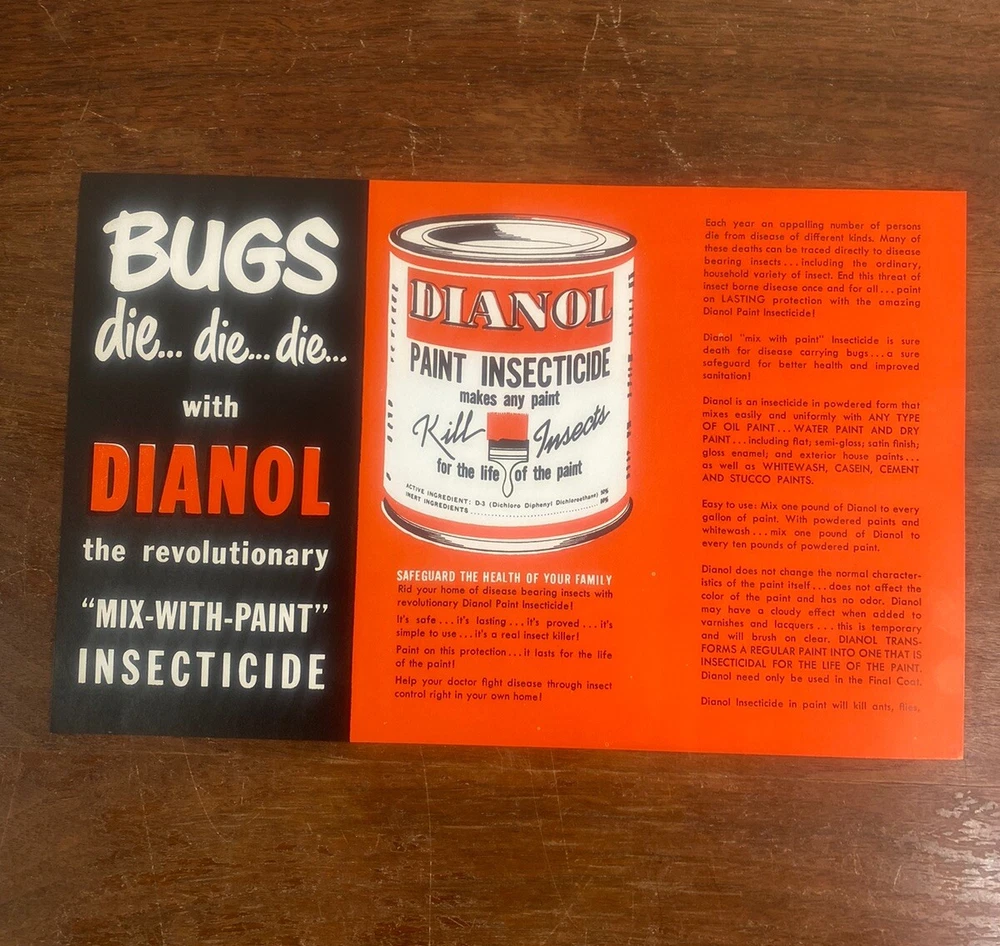 BUGS
die... die... die...
with
DIANOL
the revolutionary
“MIX-WITH-PAINT”
INSECTICIDE
DIANOL
PAINT INSECTICIDE
makes any paint
Kill Insects
for the life of the paint
ACTIVE INGREDIENT: D-3 (Dichloro Diphenyl Dichloroethane)
INERT INGREDIENTS
SAFEGUARD THE HEALTH OF YOUR FAMILY
Rid your home of disease bearing insects with
revolutionary Dianol Paint Insecticide!
It's safe...it's lasting...it's proved...it's
simple to use...it's a real insect killer!
Paint on this protection...it lasts for the life
of the paint!
Help your doctor fight disease through insect
control right in your own home!
Each year an appalling number of persons
die from disease of different kinds. Many of
these deaths can be traced directly to disease
bearing insects...including the ordinary,
household variety of insect. End this threat of
insect borne disease once and for all...paint
on LASTING protection with the amazing
Dianol Paint Insecticide!
Dianol "mix with paint" Insecticide is sure
death for disease carrying bugs...a sure
safeguard for better health and improved
sanitation!
Dianol is an insecticide in powdered form that
mixes easily and uniformly with ANY TYPE
OF OIL PAINT...WATER PAINT AND DRY
PAINT...including flat; semi-gloss; satin finish;
gloss enamel; and exterior house paints...
as well as WHITEWASH, CASEIN, CEMENT
AND STUCCO PAINTS.
Easy to use: Mix one pound of Dianol to every
gallon of paint. With powdered paints and
whitewash...mix one pound of Dianol to
every ten pounds of powdered paint.
Dianol does not change the normal character-
istics of the paint itself...does not affect the
color of the paint and has no odor. Dianol
may have a cloudy effect when added to
varnishes and lacquers...this is temporary
and will brush on clear. DIANOL TRANS-
FORMS A REGULAR PAINT INTO ONE THAT IS
INSECTICIDAL FOR THE LIFE OF THE PAINT.
Dianol need only be used in the Final Coat.
Dianol Insecticide in paint will kill ants, flies,